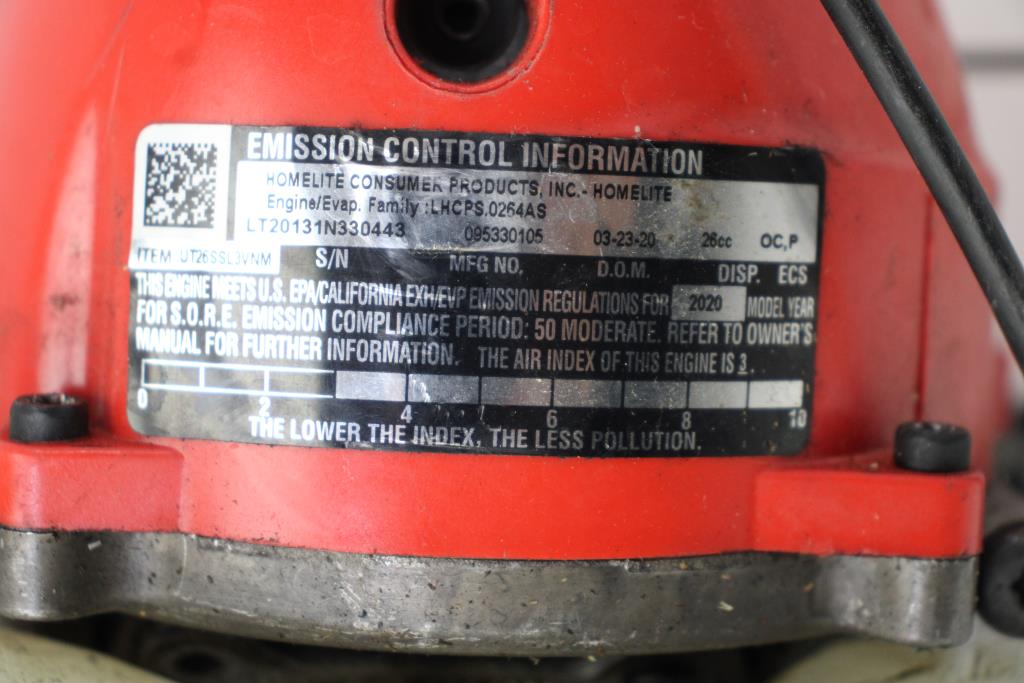 EMISSION CONTROL INFORMATION
HOMELITE CONSUMER PRODUCTS, INC.- HOMELITE
Engine/Evap. Family :LHCPS.0264AS
LT20131N330443 095330105 03-23-20 26cc OC,P
ITEM UT26SSL3VNM S/N MFG NO. D.O.M. DISP. ECS
THIS ENGINE MEETS U.S. EPA/CALIFORNIA EXH/EVP EMISSION REGULATIONS FOR 2020 MODEL YEAR
FOR S.O.R.E. EMISSION COMPLIANCE PERIOD: 50 MODERATE. REFER TO OWNER'S
MANUAL FOR FURTHER INFORMATION. THE AIR INDEX OF THIS ENGINE IS 3.
0 2 4 6 8 10
THE LOWER THE INDEX, THE LESS POLLUTION.